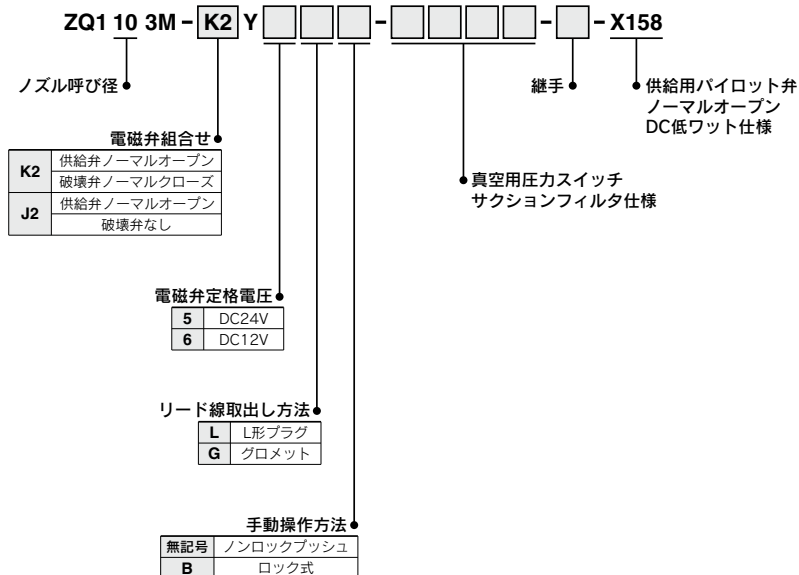 ZQ1 10 3M - K2 Y - - - X158
ノズル呼び径
継手
供給用パイロット弁
ノーマルオープン
DC低ワット仕様
電磁弁組合せ
K2 供給弁ノーマルオープン
破壊弁ノーマルクローズ
J2 供給弁ノーマルオープン
破壊弁なし
真空用圧力スイッチ
サクションフィルタ仕様
電磁弁定格電圧
5 DC24V
6 DC12V
リード線取出し方法
L L形プラグ
G グロメット
手動操作方法
無記号 ノンロックプッシュ
B ロック式